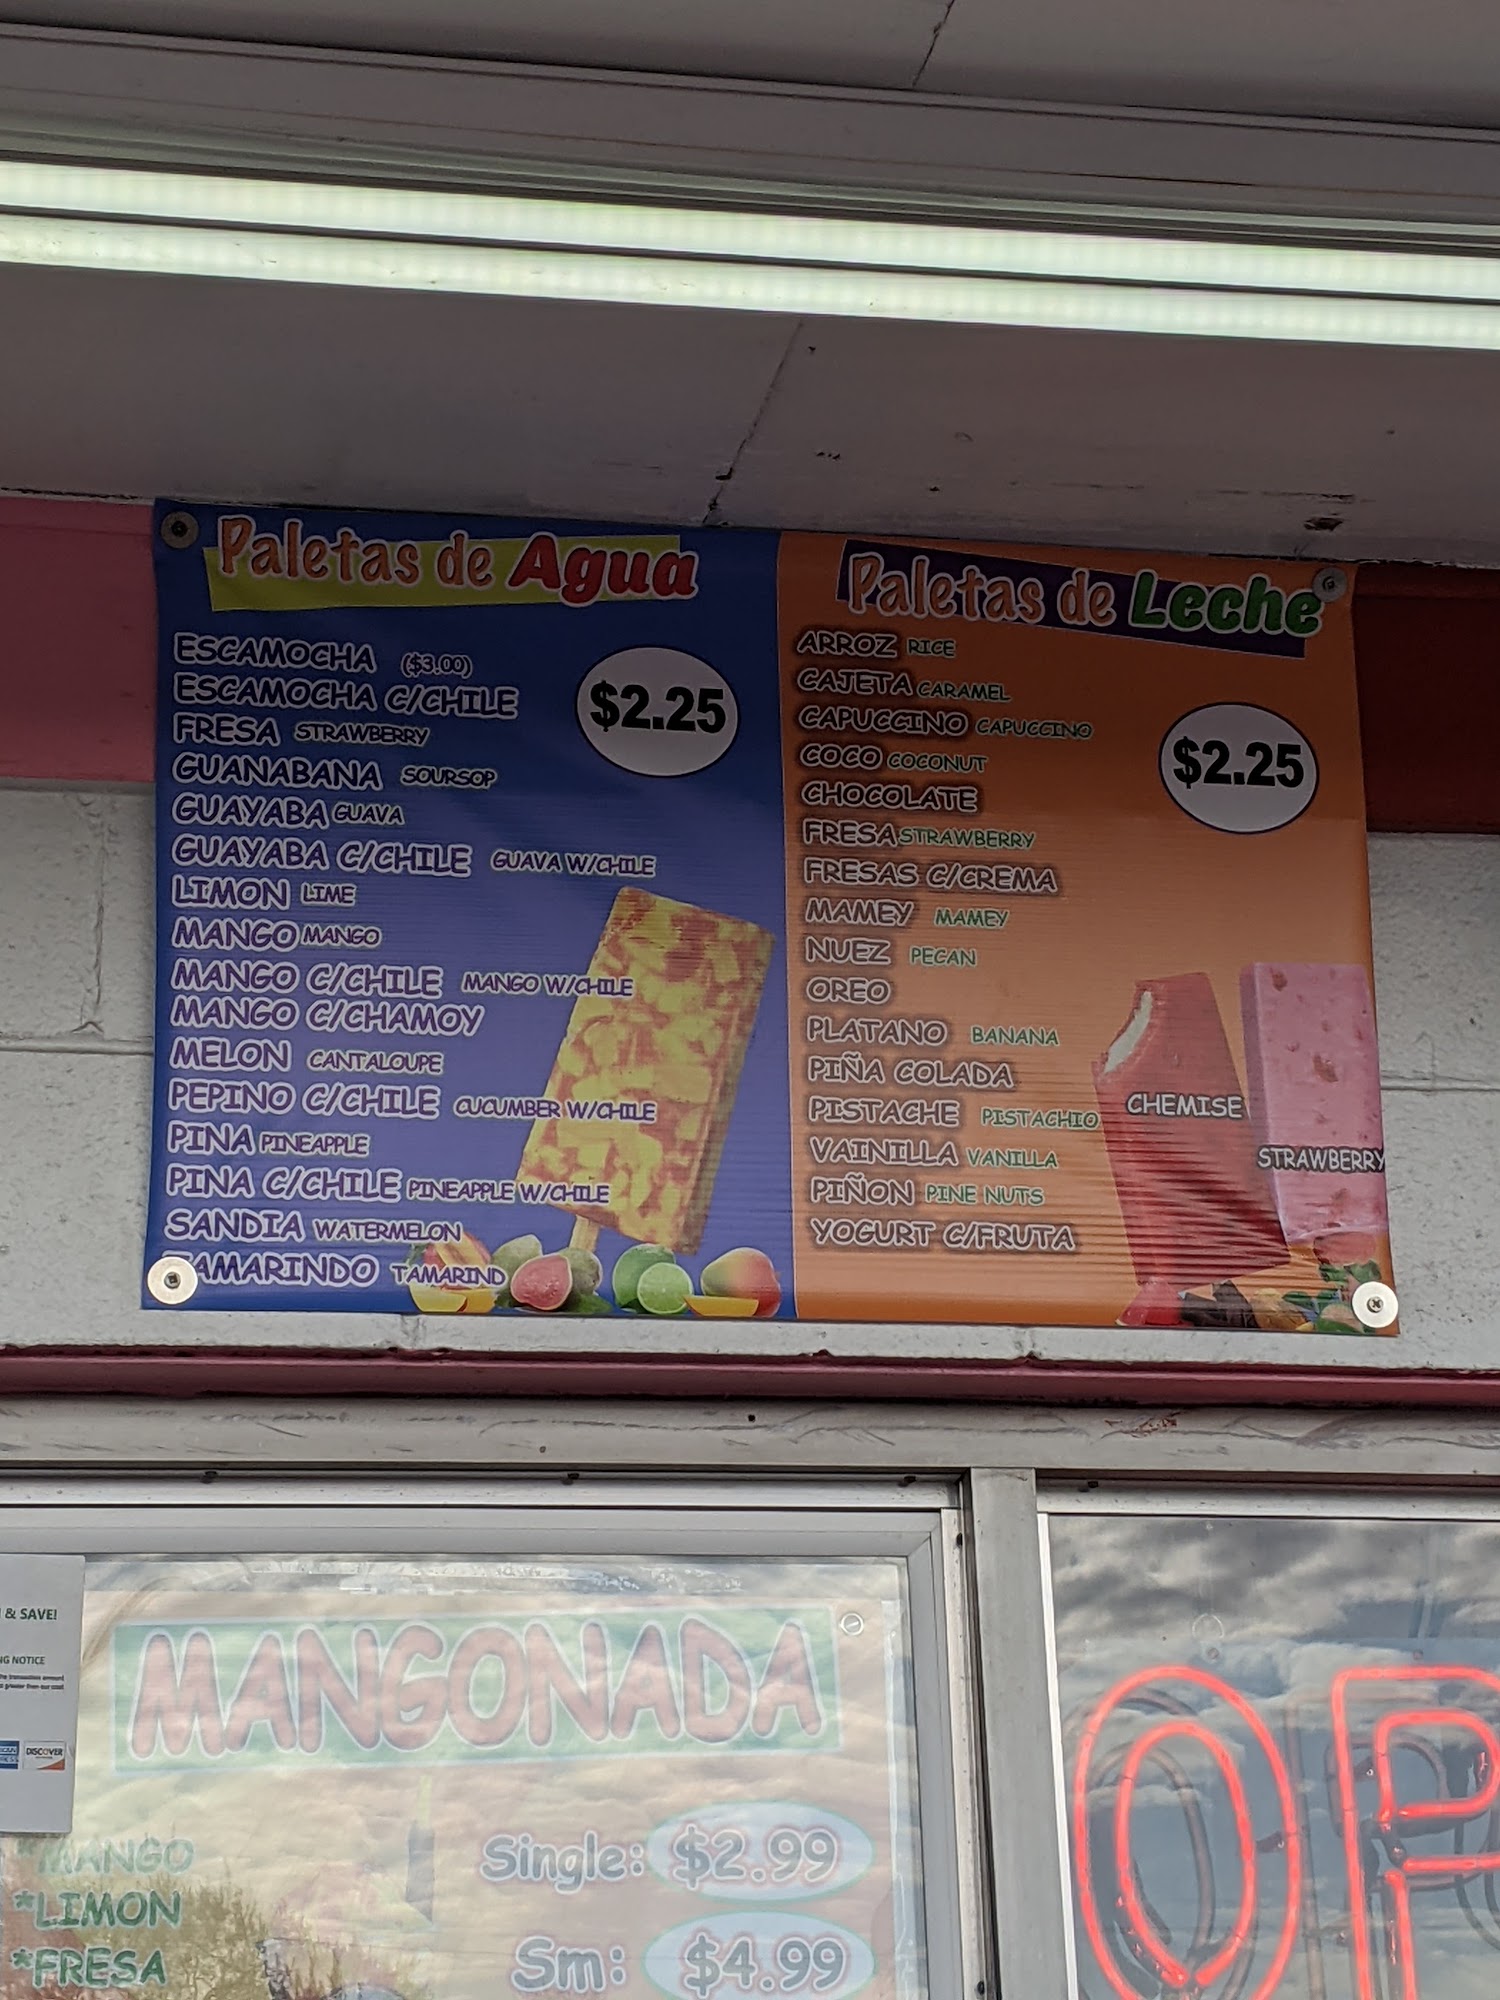 Paletas de Agua
ESCAMOCHA ($3.00)
ESCAMOCHA C/CHILE
$2.25
FRESA STRAWBERRY
GUANABANA SOURSOP
GUAYABA GUAVA
GUAYABA C/CHILE GUAVA W/CHILE
LIMON LIME
MANGO MANGO
MANGO C/CHILE MANGO W/CHILE
MANGO C/CHAMOY
MELON CANTALOUPE
PEPINO C/CHILE CUCUMBER W/CHILE
PINA PINEAPPLE
PINA C/CHILE PINEAPPLE W/CHILE
SANDIA WATERMELON
TAMARINDO TAMARIND
Paletas de Leche
ARROZ RICE
CAJETA CARAMEL
CAPUCCINO CAPUCCINO
COCO COCONUT
$2.25
CHOCOLATE
FRESA STRAWBERRY
FRESAS C/CREMA
MAMEY MAMEY
NUEZ PECAN
OREO
PLATANO BANANA
PIÑA COLADA
PISTACHE PISTACHIO
CHEMISE
VAINILLA VANILLA
STRAWBERRY
PIÑON PINE NUTS
YOGURT C/FRUTA
& SAVE!
NOTICE
DISCOVER
MANGONADA
*MANGO
*LIMON
*FRESA
Single: $2.99
Sm: $4.99
OP